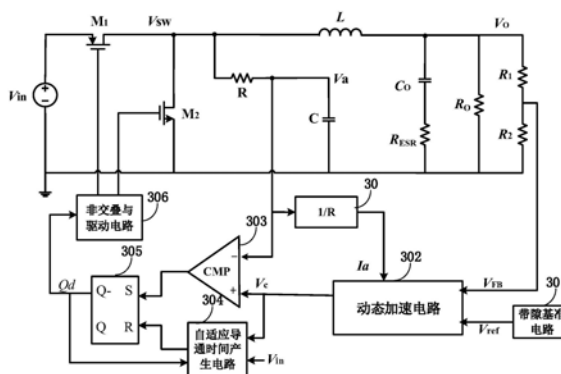 M1
VSW
L
VO
Vin
R
Va
M2
C
CO
RESR
RO
R1
R2
非交叠与
驱动电路
306
305
303
30
1/R
Qd
Q-
S
Q
R
CMP
−
+
Vc
304
自适应导
通时间产
生电路
Vin
Ia
302
动态加速电路
VFB
Vref
30
带隙基准
电路